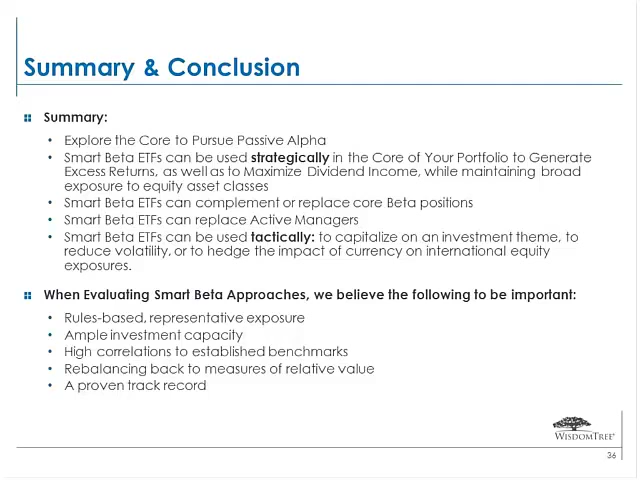 Summary & Conclusion
Summary:
• Explore the Core to Pursue Passive Alpha
• Smart Beta ETFs can be used strategically in the Core of Your Portfolio to Generate
Excess Returns, as well as to Maximize Dividend Income, while maintaining broad
exposure to equity asset classes
• Smart Beta ETFs can complement or replace core Beta positions
• Smart Beta ETFs can replace Active Managers
• Smart Beta ETFs can be used tactically: to capitalize on an investment theme, to
reduce volatility, or to hedge the impact of currency on international equity
exposures.
When Evaluating Smart Beta Approaches, we believe the following to be important:
• Rules-based, representative exposure
• Ample investment capacity
• High correlations to established benchmarks
• Rebalancing back to measures of relative value
• A proven track record
WISDOMTREE®
36